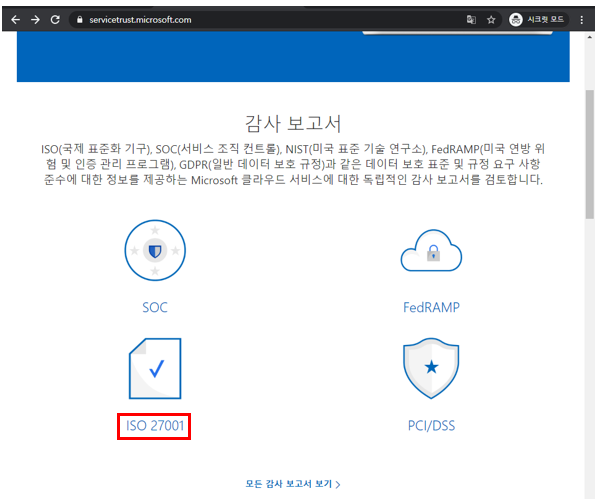 servicetrust.microsoft.com
시크릿 모드
감사 보고서
ISO(국제 표준화 기구), SOC(서비스 조직 컨트롤), NIST(미국 표준 기술 연구소), FedRAMP(미국 연방 위
험 및 인증 관리 프로그램), GDPR(일반 데이터 보호 규정)과 같은 데이터 보호 표준 및 규정 요구 사항
준수에 대한 정보를 제공하는 Microsoft 클라우드 서비스에 대한 독립적인 감사 보고서를 검토합니다.
SOC
FedRAMP
ISO 27001
PCI/DSS
모든 감사 보고서 보기